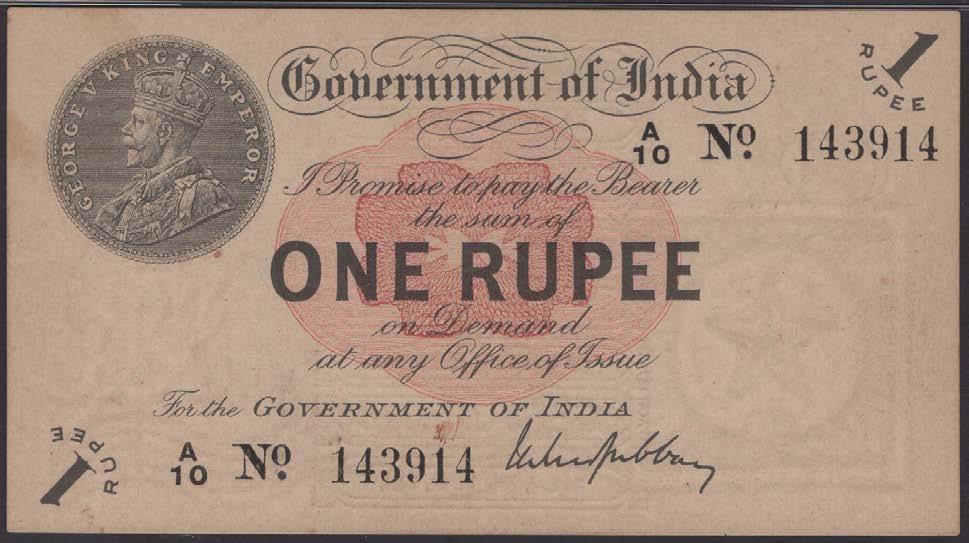 GEORGE V KING EMPEROR
Government of India
1 RUPEE
A/10 No. 143914
I Promise to pay the Bearer
the sum of
ONE RUPEE
on Demand
at any Office of Issue
For the GOVERNMENT OF INDIA
1 RUPEE RUPEE
A/10 No. 143914